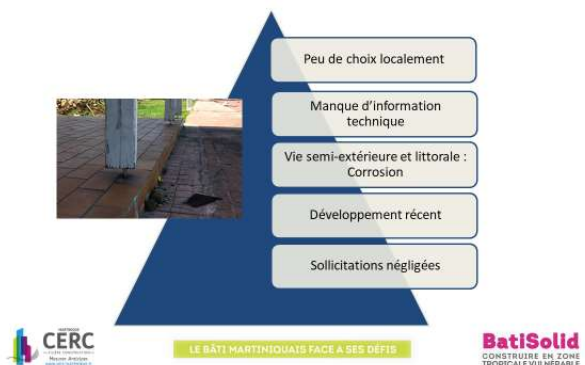 Peu de choix localement
Manque d'information
technique
Vie semi-extérieure et littorale :
Corrosion
Développement récent
Sollicitations négligées
CERC
LE BÂTI MARTINIQUAIS FACE A SES DÉFIS
BatiSolid
CONSTRUIRE EN ZONE
TROPICALE VULNÉRABLE